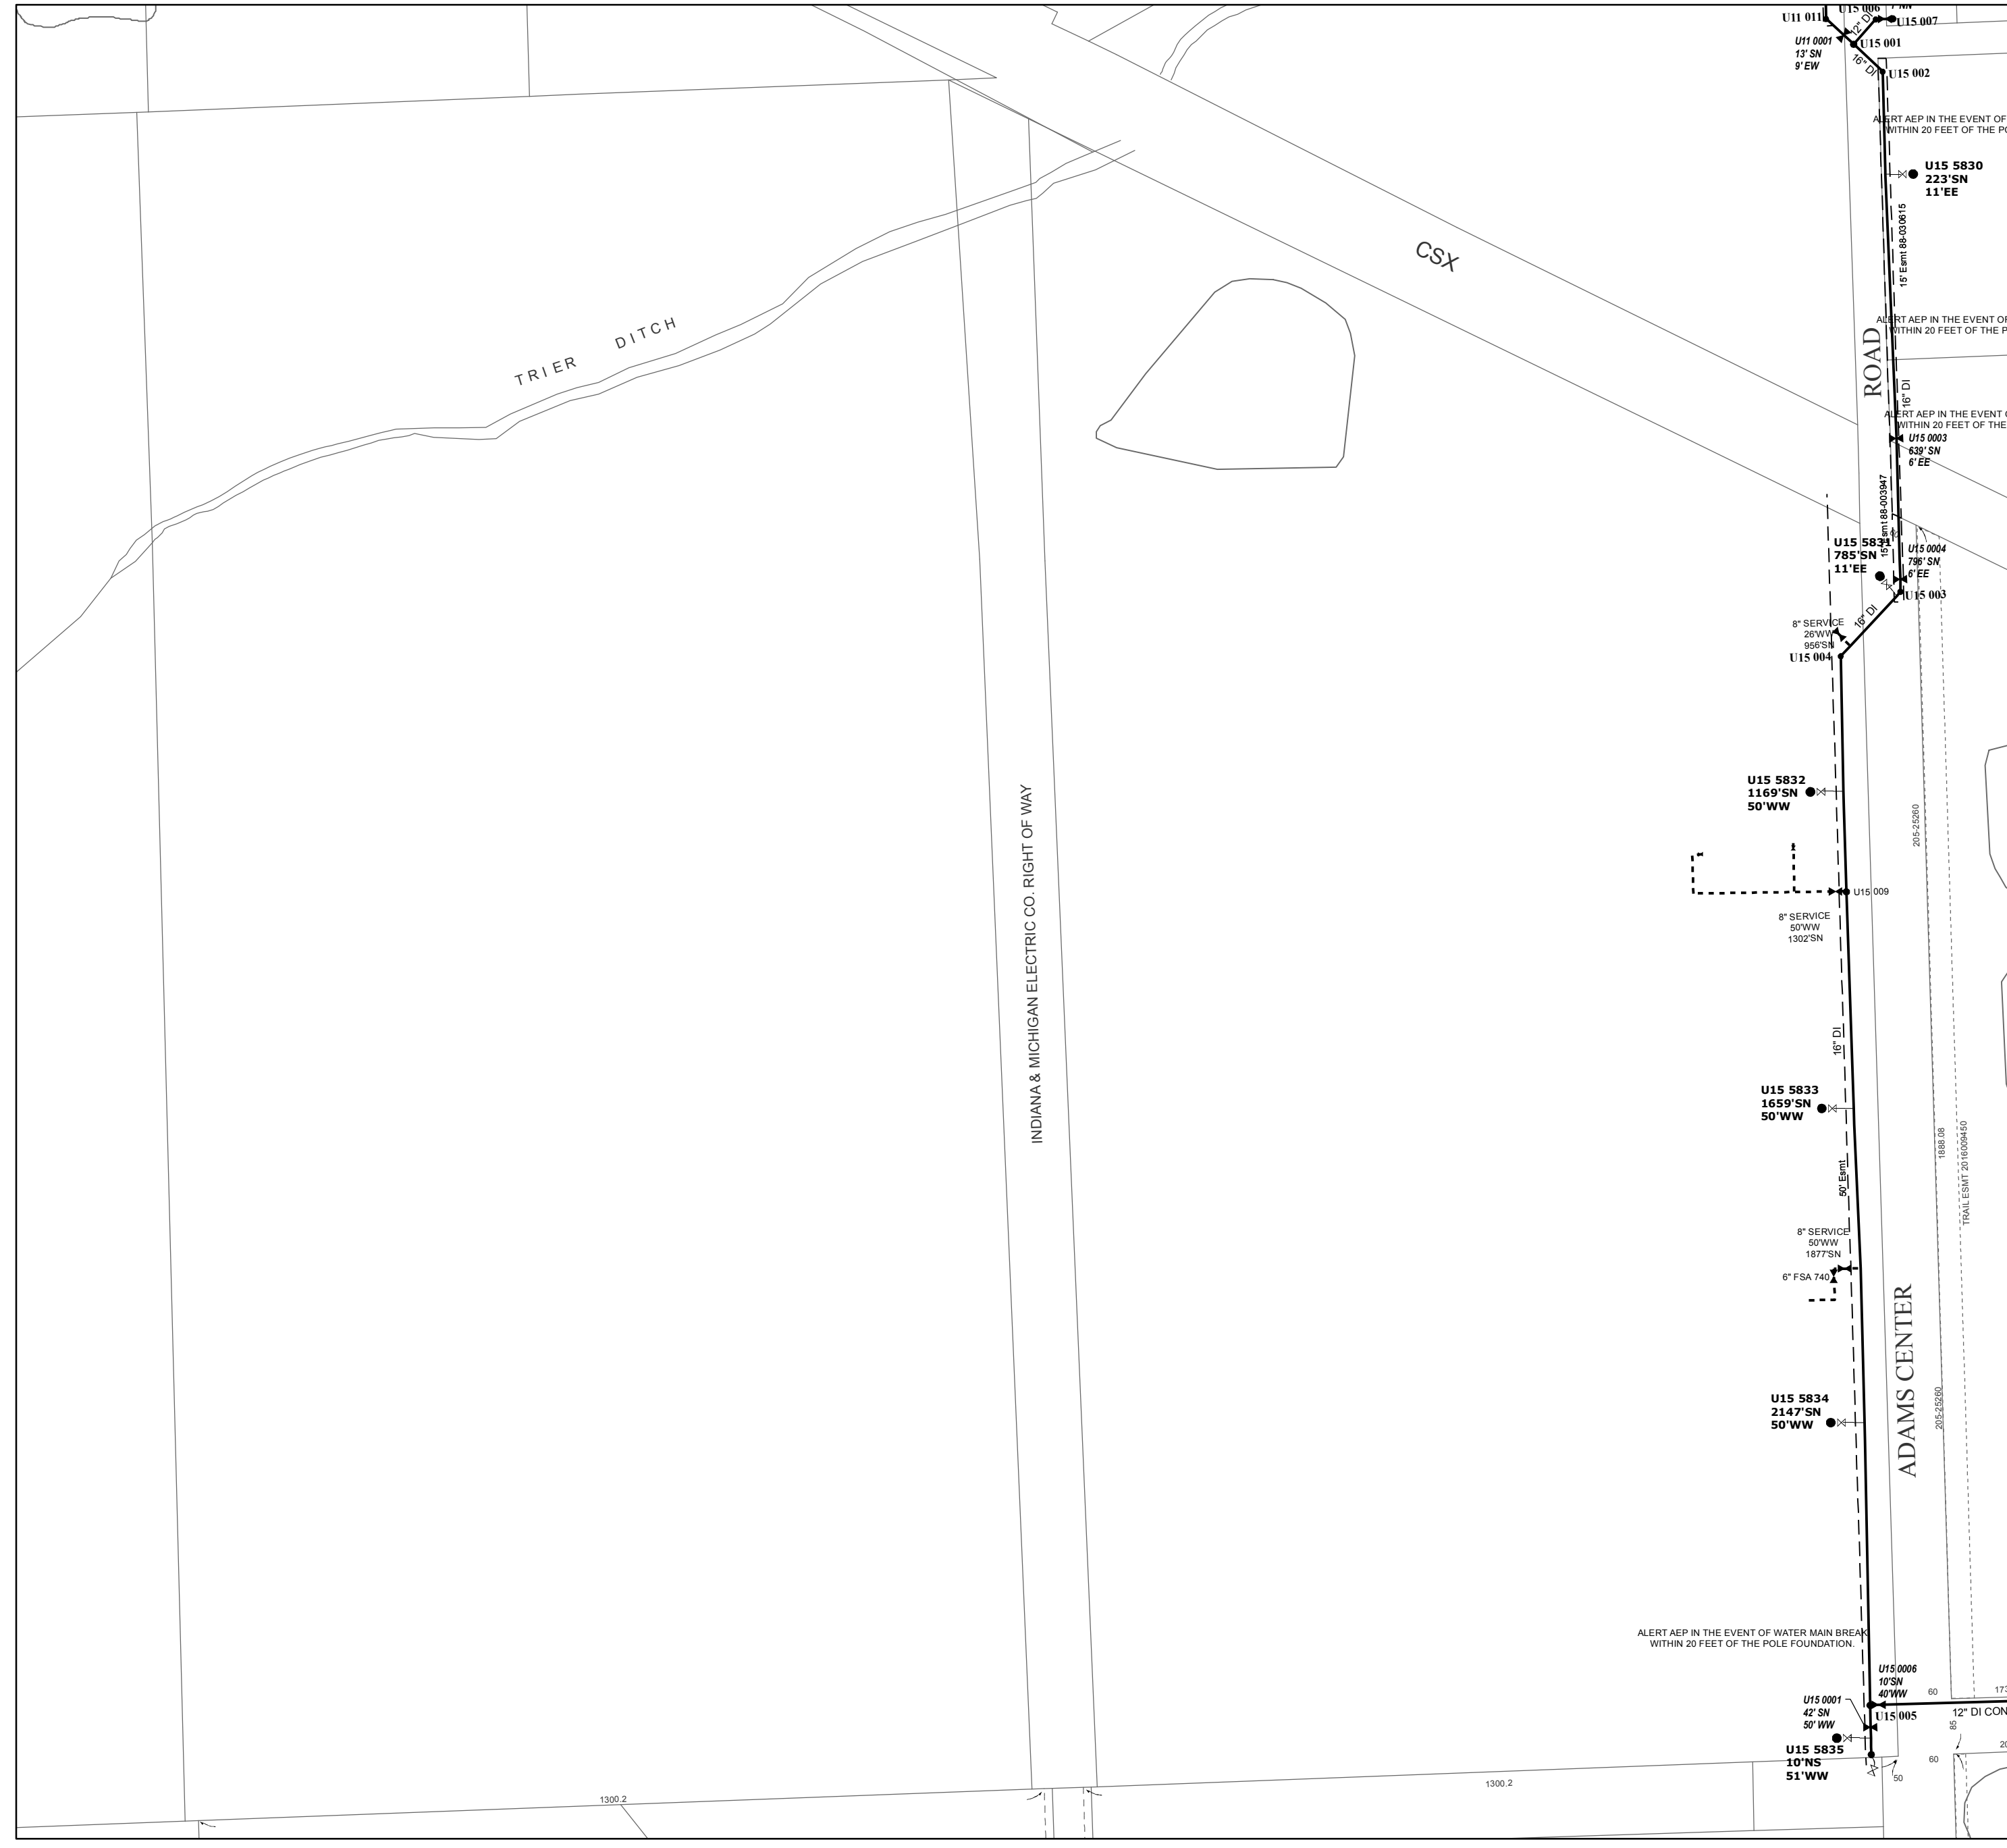 U15 006
1' NN
U11 011
12" DI
U15 007
U11 0001
13' SN
9' EW
U15 001
16" DI
U15 002
ALERT AEP IN THE EVENT OF
WITHIN 20 FEET OF THE
U15 5830
223'SN
11'EE
15' Esmt 88-030615
CSX
TRIER DITCH
ALERT AEP IN THE EVENT OF
WITHIN 20 FEET OF THE
ROAD
16" DI
ALERT AEP IN THE EVENT
WITHIN 20 FEET OF THE
U15 0003
639' SN
6' EE
15' Esmt 88-003947
U15 5831
785'SN
11'EE
U15 0004
796' SN
6' EE
U15 003
16" DI
8" SERVICE
26'WW
956'SN
U15 004
U15 5832
1169'SN
50'WW
205-25260
INDIANA & MICHIGAN ELECTRIC CO. RIGHT OF WAY
U15 009
8" SERVICE
50'WW
1302'SN
16" DI
U15 5833
1659'SN
50'WW
1888.08
TRAIL ESMT 2016009450
50' Esmt
8" SERVICE
50'WW
1877'SN
6" FSA 740
ADAMS CENTER
U15 5834
2147'SN
50'WW
205-25260
ALERT AEP IN THE EVENT OF WATER MAIN BREAK
WITHIN 20 FEET OF THE POLE FOUNDATION.
U15 0006
10'SN
40'WW
60
173
U15 0001
42' SN
50' WW
U15 005
12" DI CON
85
U15 5835
10'NS
51'WW
20
60
50
1300.2
1300.2